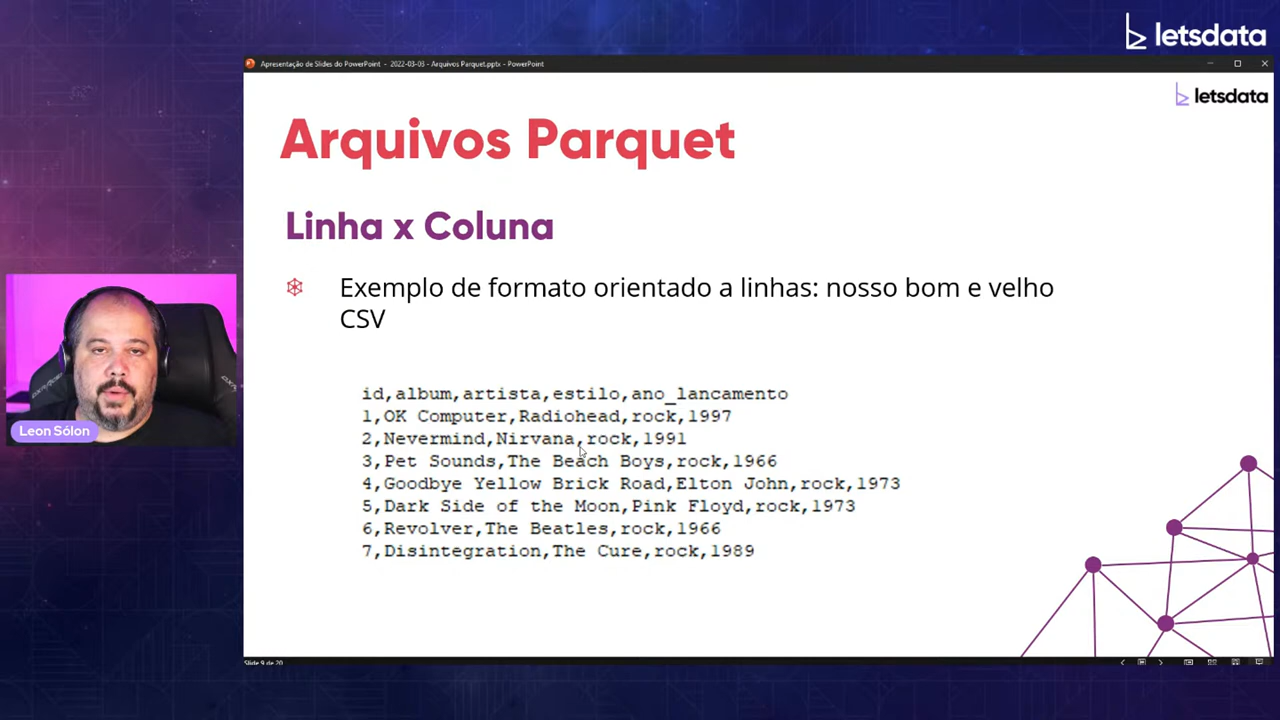 letsdata
Apresentação de Slides do PowerPoint - 2022-03-03 - Arquivos Parquet.pptx - PowerPoint
letsdata
Arquivos Parquet
Linha x Coluna
Exemplo de formato orientado a linhas: nosso bom e velho
CSV
id,album,artista,estilo,ano_lancamento
1,OK Computer,Radiohead,rock,1997
2,Nevermind,Nirvana,rock,1991
3,Pet Sounds,The Beach Boys,rock,1966
4,Goodbye Yellow Brick Road,Elton John,rock,1973
5,Dark Side of the Moon,Pink Floyd,rock,1973
6,Revolver,The Beatles,rock,1966
7,Disintegration,The Cure,rock,1989
Leon Sólon
Slide 9 de 20